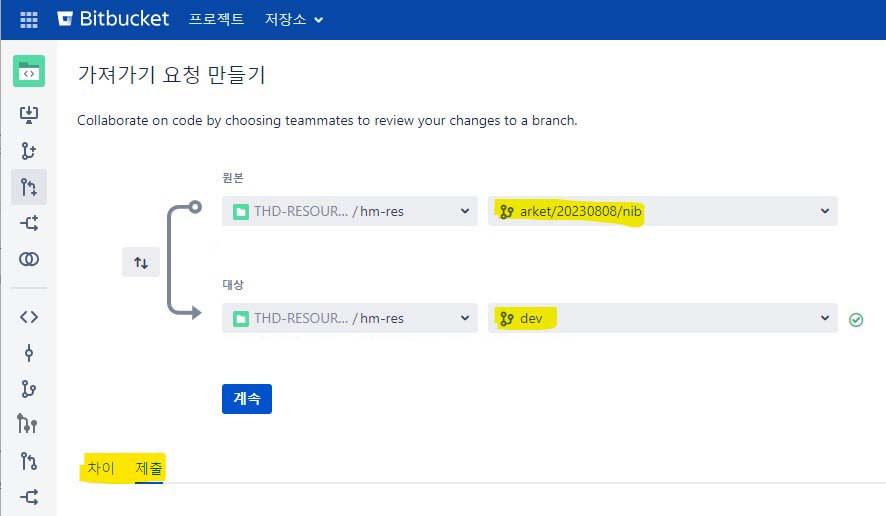 Bitbucket 프로젝트 저장소
가져가기 요청 만들기
Collaborate on code by choosing teammates to review your changes to a branch.
원본
THD-RESOUR... / hm-res arket/20230808/nib
대상
THD-RESOUR... / hm-res dev
계속
차이 제출